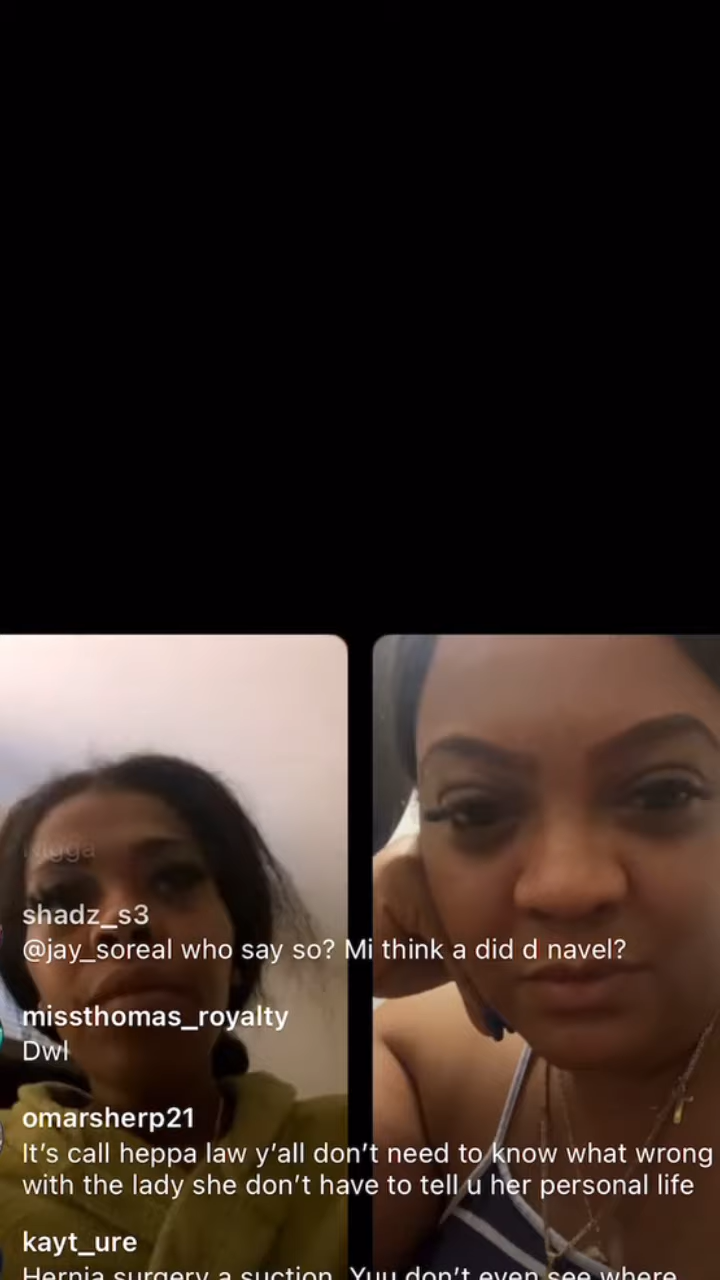 shadz_s3
@jay_soreal who say so? Mi think a did d navel?
missthomas_royalty
Dwl
omarsherp21
It’s call heppa law y’all don’t need to know what wrong
with the lady she don’t have to tell u her personal life
kayt_ure
Hernia surgery a suction. Yuu don’t even see where